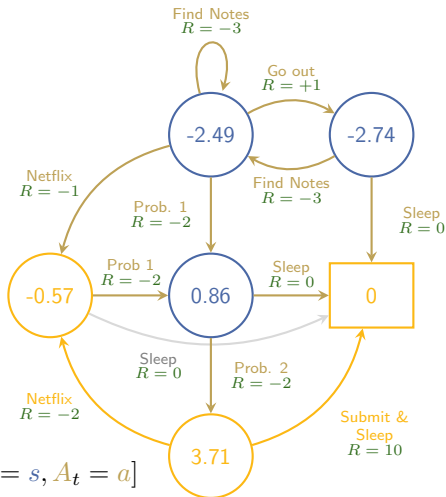 Find Notes
R = −3
Go out
R = +1
-2.49
-2.74
Find Notes
R = −3
Netflix
R = −1
Prob. 1
R = −2
Sleep
R = 0
Prob 1
R = −2
Sleep
R = 0
-0.57
0.86
0
Sleep
R = 0
Prob. 2
R = −2
Netflix
R = −2
Submit &
Sleep
R = 10
3.71
= s, Aₜ = a]